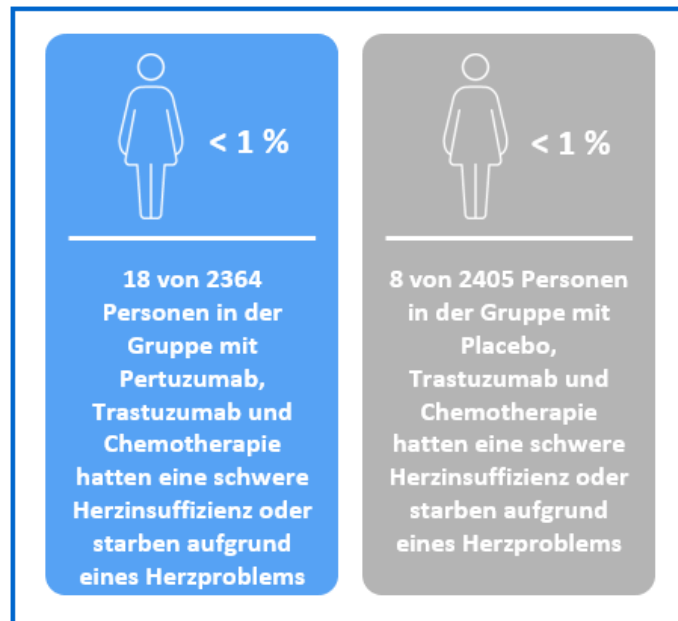 < 1 %
18 von 2364
Personen in der
Gruppe mit
Pertuzumab,
Trastuzumab und
Chemotherapie
hatten eine schwere
Herzinsuffizienz oder
starben aufgrund
eines Herzproblems
< 1 %
8 von 2405 Personen
in der Gruppe mit
Placebo,
Trastuzumab und
Chemotherapie
hatten eine schwere
Herzinsuffizienz oder
starben aufgrund
eines Herzproblems